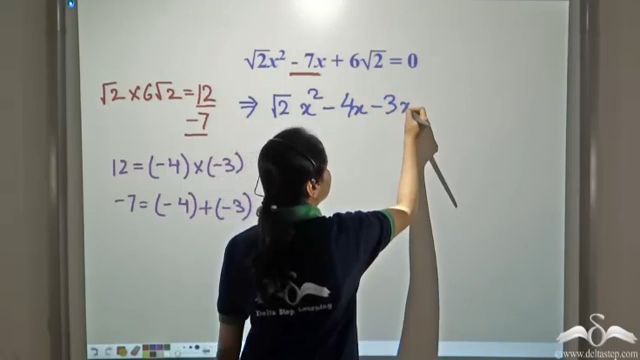 √2x² - 7x + 6√2 = 0
√2 × 6√2 = 12
-7
⇒ √2 x² - 4x - 3x
12 = (-4) × (-3)
-7 = (-4) + (-3)
Delta Step Learning
©www.deltastep.com